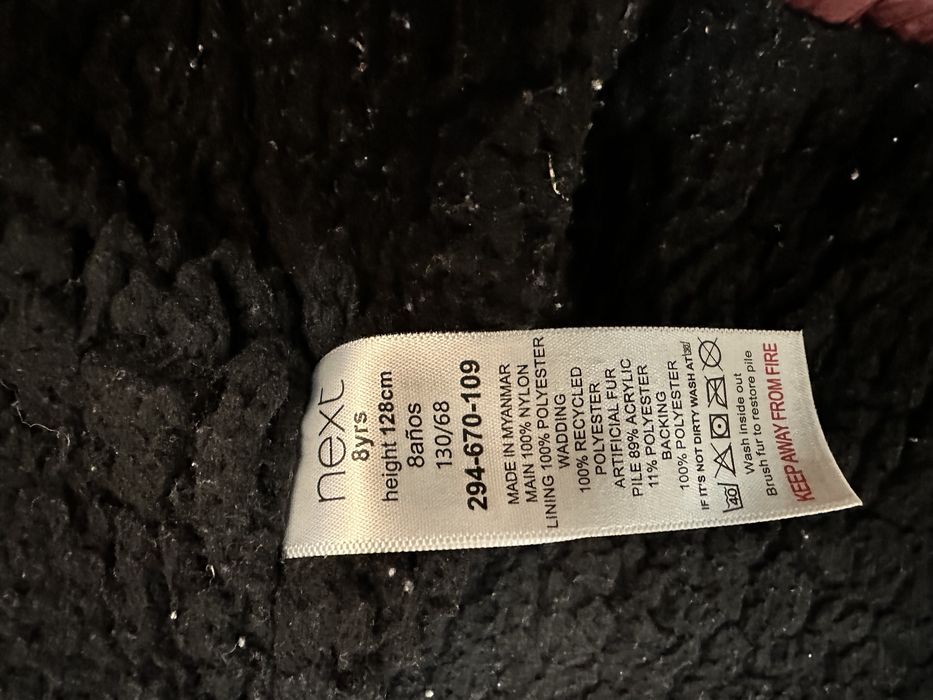 next
8yrs
height 128cm
8años
130/68
294-670-109
MADE IN MYANMAR
MAIN 100% NYLON
LINING 100% POLYESTER
WADDING
100% RECYCLED
POLYESTER
ARTIFICIAL FUR
PILE 89% ACRYLIC
11% POLYESTER
BACKING
100% POLYESTER
IF IT'S NOT DIRTY WASH AT
40
Wash inside out
Brush fur to restore pile
KEEP AWAY FROM FIRE